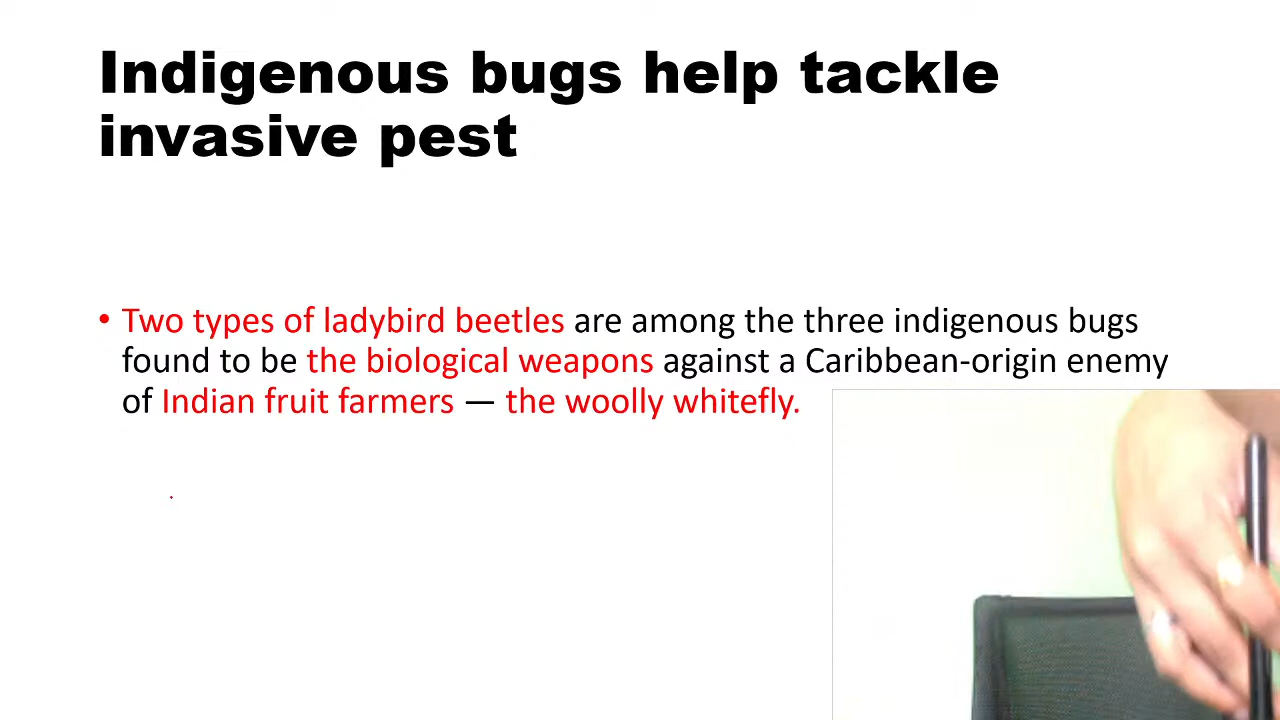 Indigenous bugs help tackle
invasive pest
• Two types of ladybird beetles are among the three indigenous bugs
found to be the biological weapons against a Caribbean-origin enemy
of Indian fruit farmers — the woolly whitefly.